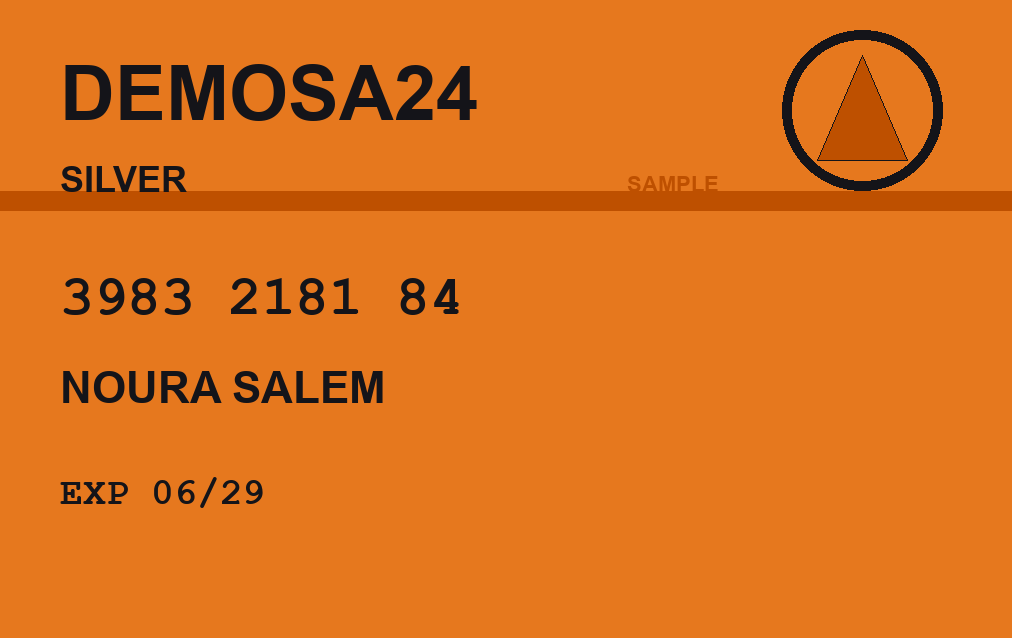 DEMOSA24
SILVER
SAMPLE
3983 2181 84
NOURA SALEM
EXP 06/29